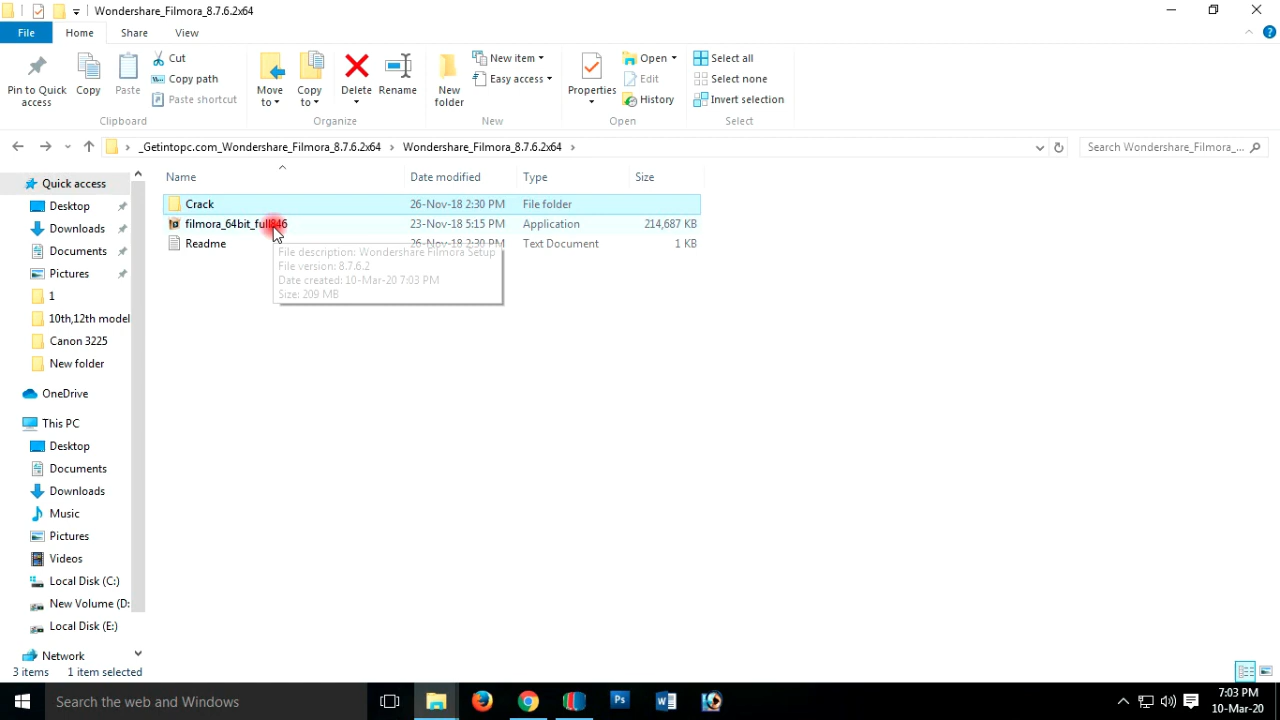 Wondershare_Filmora_8.7.6.2x64
File Home Share View
Pin to Quick access
Copy
Paste
Cut
Copy path
Paste shortcut
Move to
Copy to
Delete
Rename
New folder
New item
Easy access
Properties
Open
Edit
History
Select all
Select none
Invert selection
Clipboard Organize New Open Select
_Getintopc.com_Wondershare_Filmora_8.7.6.2x64 Wondershare_Filmora_8.7.6.2x64
Search Wondershare_Filmora_...
Name Date modified Type Size
Crack 26-Nov-18 2:30 PM File folder
filmora_64bit_full846 23-Nov-18 5:15 PM Application 214,687 KB
Readme 26-Nov-18 2:30 PM Text Document 1 KB
File description: Wondershare Filmora Setup
File version: 8.7.6.2
Date created: 10-Mar-20 7:03 PM
Size: 209 MB
Quick access
Desktop
Downloads
Documents
Pictures
1
10th,12th model
Canon 3225
New folder
OneDrive
This PC
Desktop
Documents
Downloads
Music
Pictures
Videos
Local Disk (C:)
New Volume (D:
Local Disk (E:)
Network
3 items 1 item selected
Search the web and Windows
Ps
7:03 PM
10-Mar-20